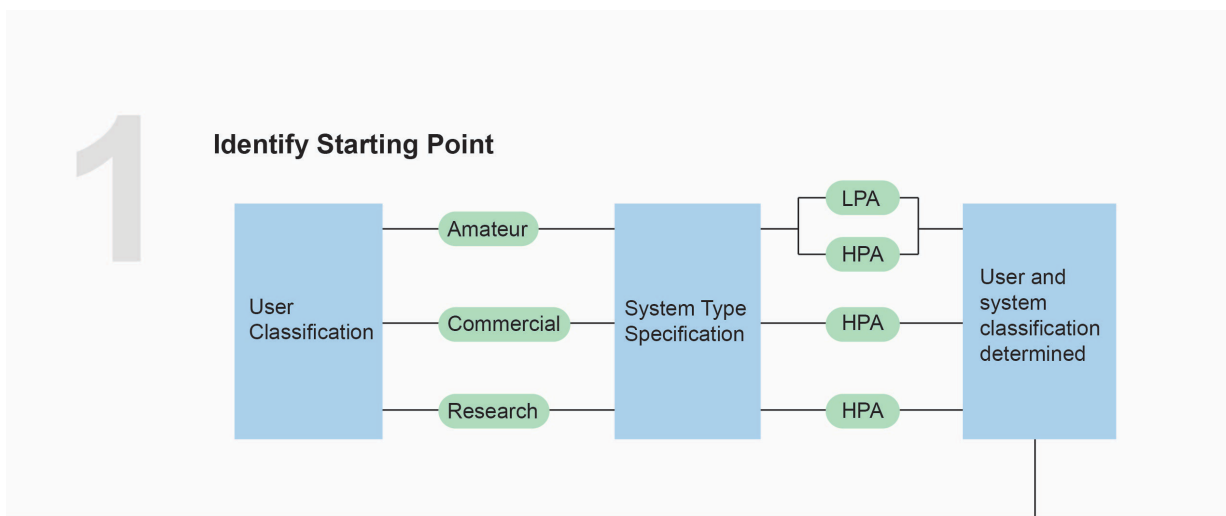 1
Identify Starting Point
User
Classification
Amateur
Commercial
Research
System Type
Specification
LPA
HPA
HPA
HPA
User and
system
classification
determined